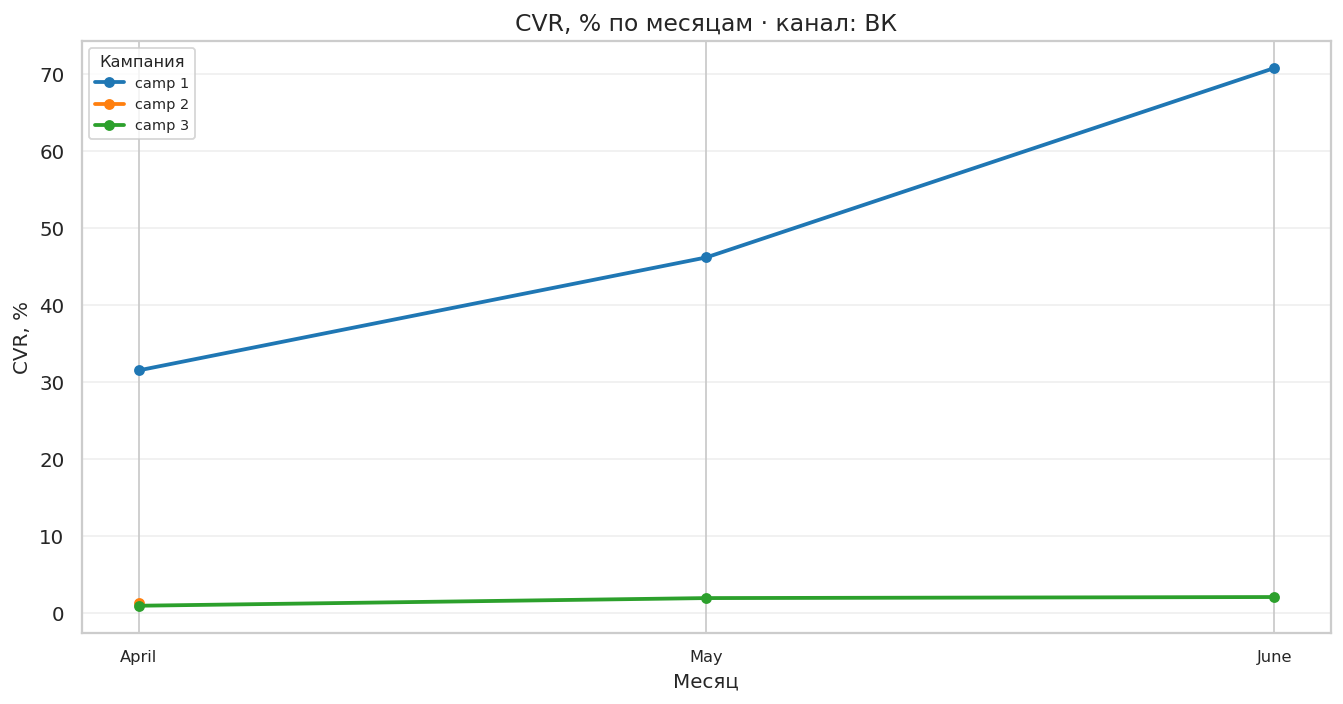 CVR, % по месяцам · канал: ВК
Кампания
camp 1
camp 2
camp 3
CVR, %
70
60
50
40
30
20
10
0
April May June
Месяц